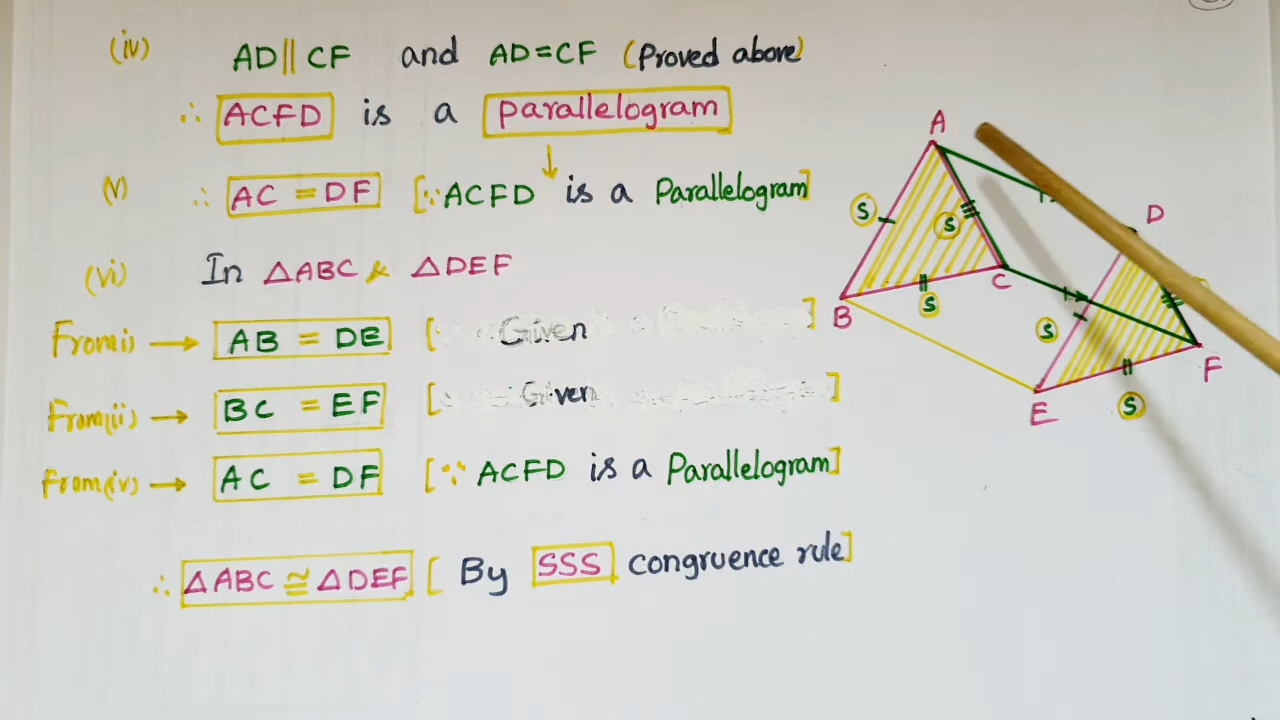 (iv) AD || CF and AD = CF (Proved above)
∴ ACFD is a parallelogram
(v) ∴ AC = DF [∵ ACFD is a Parallelogram]
(vi) In △ABC & △DEF
From(i) → AB = DE [ Given ]
From(ii) → BC = EF [ Given ]
From(v) → AC = DF [∵ ACFD is a Parallelogram]
∴ △ABC ≅ △DEF [ By SSS congruence rule]
A
D
S
S
C
B
S
S
F
E
S